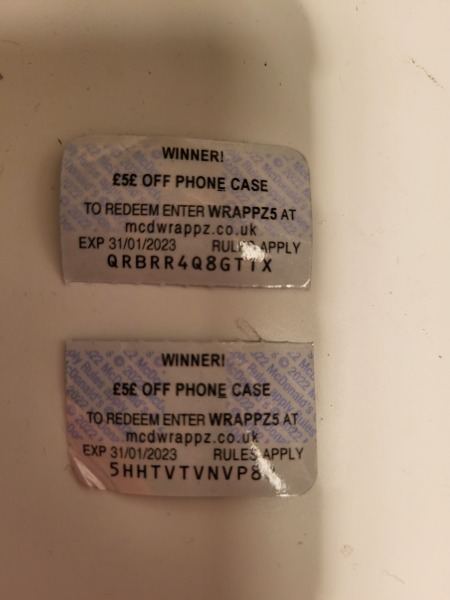 WINNER!
£5£ OFF PHONE CASE
TO REDEEM ENTER WRAPPZ5 AT
mcdwrappz.co.uk
EXP 31/01/2023 RULES APPLY
WINNER!
£5£ OFF PHONE CASE
TO REDEEM ENTER WRAPPZ5 AT
mcdwrappz.co.uk
EXP 31/01/2023 RULES APPLY